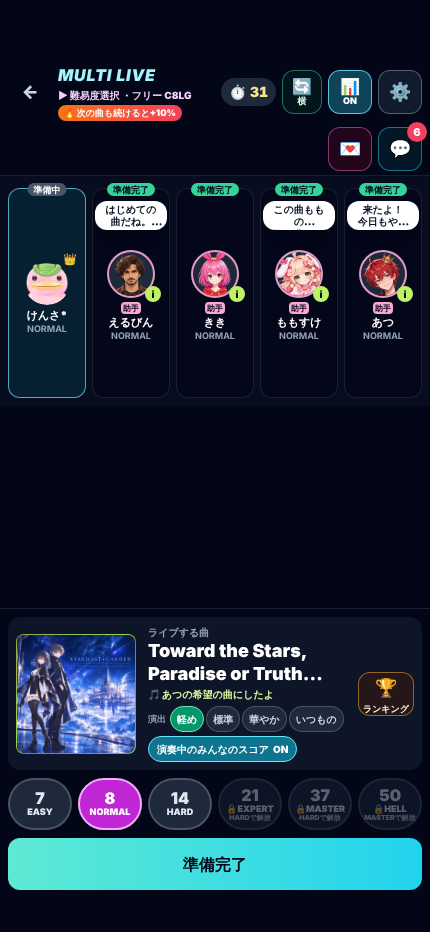 MULTI LIVE
▶ 難易度選択 ・フリー C8LG
🔥 次の曲も続けると+10%
⏱ 31
🔄
横
📊
ON
⚙️
💌
💬
6
準備中
👑
けんさ*
NORMAL
準備完了
はじめての
曲だね。...
i
助手
えるびん
NORMAL
準備完了
i
助手
きき
NORMAL
準備完了
この曲もも
の...
i
助手
ももすけ
NORMAL
準備完了
来たよ！
今日もや...
i
助手
あつ
NORMAL
ライブする曲
Toward the Stars,
Paradise or Truth...
🎵 あつの希望の曲にしたよ
演出 軽め 標準 華やか いつもの
演奏中のみんなのスコア ON
🏆
ランキング
7
EASY
8
NORMAL
14
HARD
21
🔒EXPERT
HARDで解放
37
🔒MASTER
HARDで解放
50
🔒HELL
MASTERで解放
準備完了